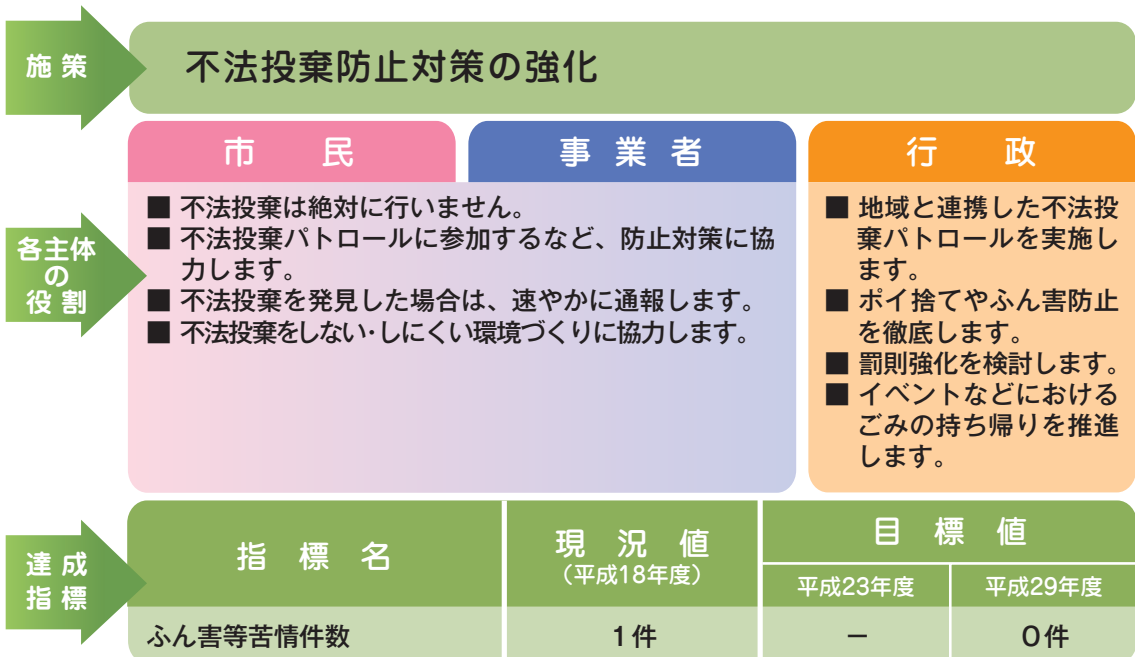 施策
不法投棄防止対策の強化
市民
事業者
行政
各主体
の
役割
■ 不法投棄は絶対に行いません。
■ 不法投棄パトロールに参加するなど、防止対策に協
力します。
■ 不法投棄を発見した場合は、速やかに通報します。
■ 不法投棄をしない・しにくい環境づくりに協力します。
■ 地域と連携した不法投
棄パトロールを実施し
ます。
■ ポイ捨てやふん害防止
を徹底します。
■ 罰則強化を検討します。
■ イベントなどにおける
ごみの持ち帰りを推進
します。
達成
指標
指標名
現況値
（平成18年度）
目標値
平成23年度
平成29年度
ふん害等苦情件数
1件
－
0件